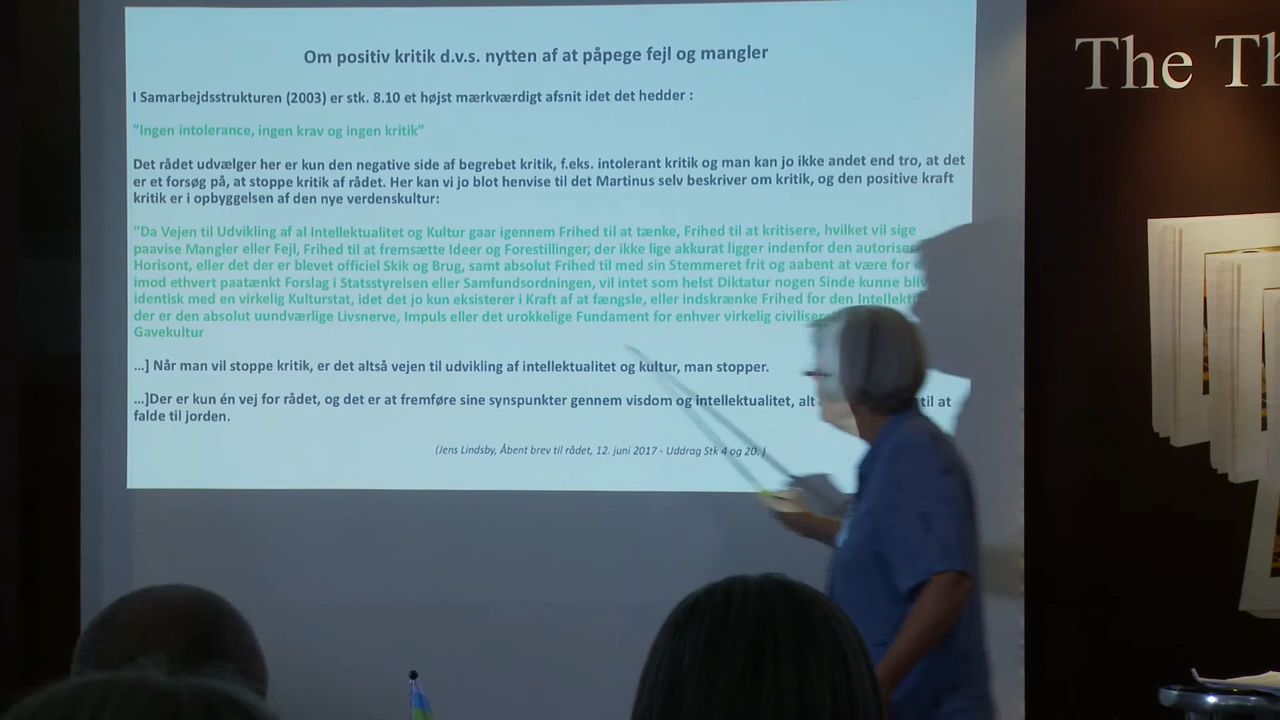 Om positiv kritik d.v.s. nytten af at påpege fejl og mangler
I Samarbejdsstrukturen (2003) er stk. 8.10 et højst mærkværdigt afsnit idet det hedder :
"Ingen intolerance, ingen krav og ingen kritik"
Det rådet udvælger her er kun den negative side af begrebet kritik, f.eks. intolerant kritik og man kan jo ikke andet end tro, at det
er et forsøg på, at stoppe kritik af rådet. Her kan vi jo blot henvise til det Martinus selv beskriver om kritik, og den positive kraft
kritik er i opbyggelsen af den nye verdenskultur:
"Da Vejen til Udvikling af al Intellektualitet og Kultur gaar igennem Frihed til at tænke, Frihed til at kritisere, hvilket vil sige
paavise Mangler eller Fejl, Frihed til at fremsætte Ideer og Forestillinger, der ikke lige akkurat ligger indenfor den
Horisont, eller det der er blevet officiel Skik og Brug, samt absolut Frihed til med sin Stemmeret frit og aabent at være for
imod ethvert paatænkt Forslag i Statsstyrelsen eller Samfundsordningen, vil intet som helst Diktatur nogen Sinde kunne
identisk med en virkelig Kulturstat, idet det jo kun eksisterer i Kraft af at fængsle, eller indskrænke Frihed for den
der er den absolut uundværlige Livsnerve, Impuls eller det urokkelige Fundament for enhver virkelig
Gavekultur
...] Når man vil stoppe kritik, er det altså vejen til udvikling af intellektualitet og kultur, man stopper.
...]Der er kun én vej for rådet, og det er at fremføre sine synspunkter gennem visdom og intellektualitet, alt til at
falde til jorden.
(Jens Lindsby, Åbent brev til rådet, 12. juni 2017 - Uddrag Stk 4 og 20. )
The